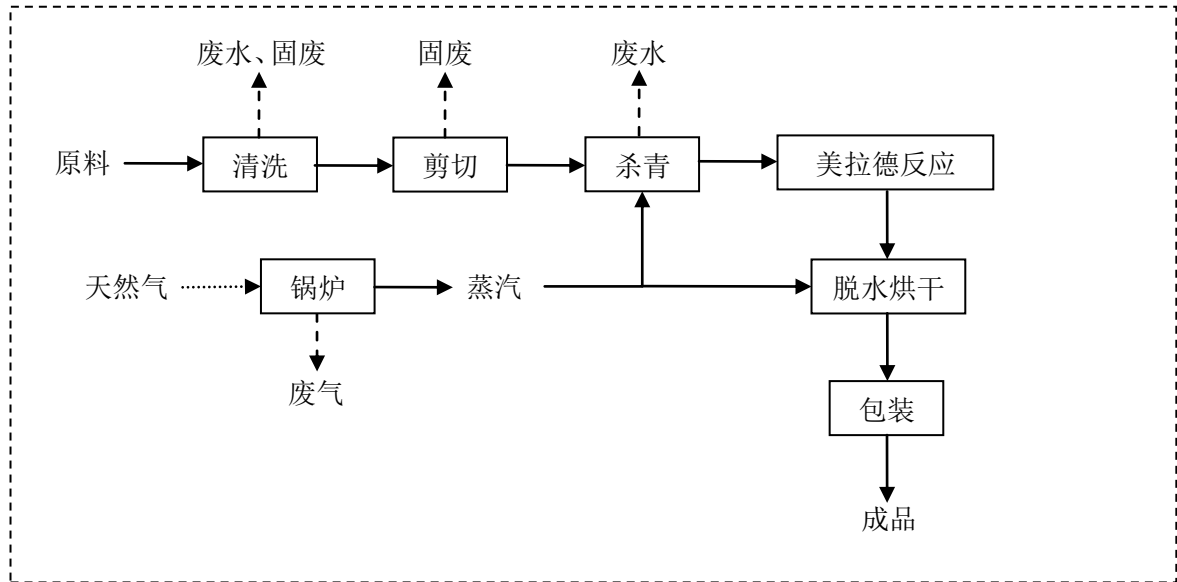 废水、固废
固废
废水
原料
清洗
剪切
杀青
美拉德反应
天然气
锅炉
蒸汽
脱水烘干
废气
包装
成品